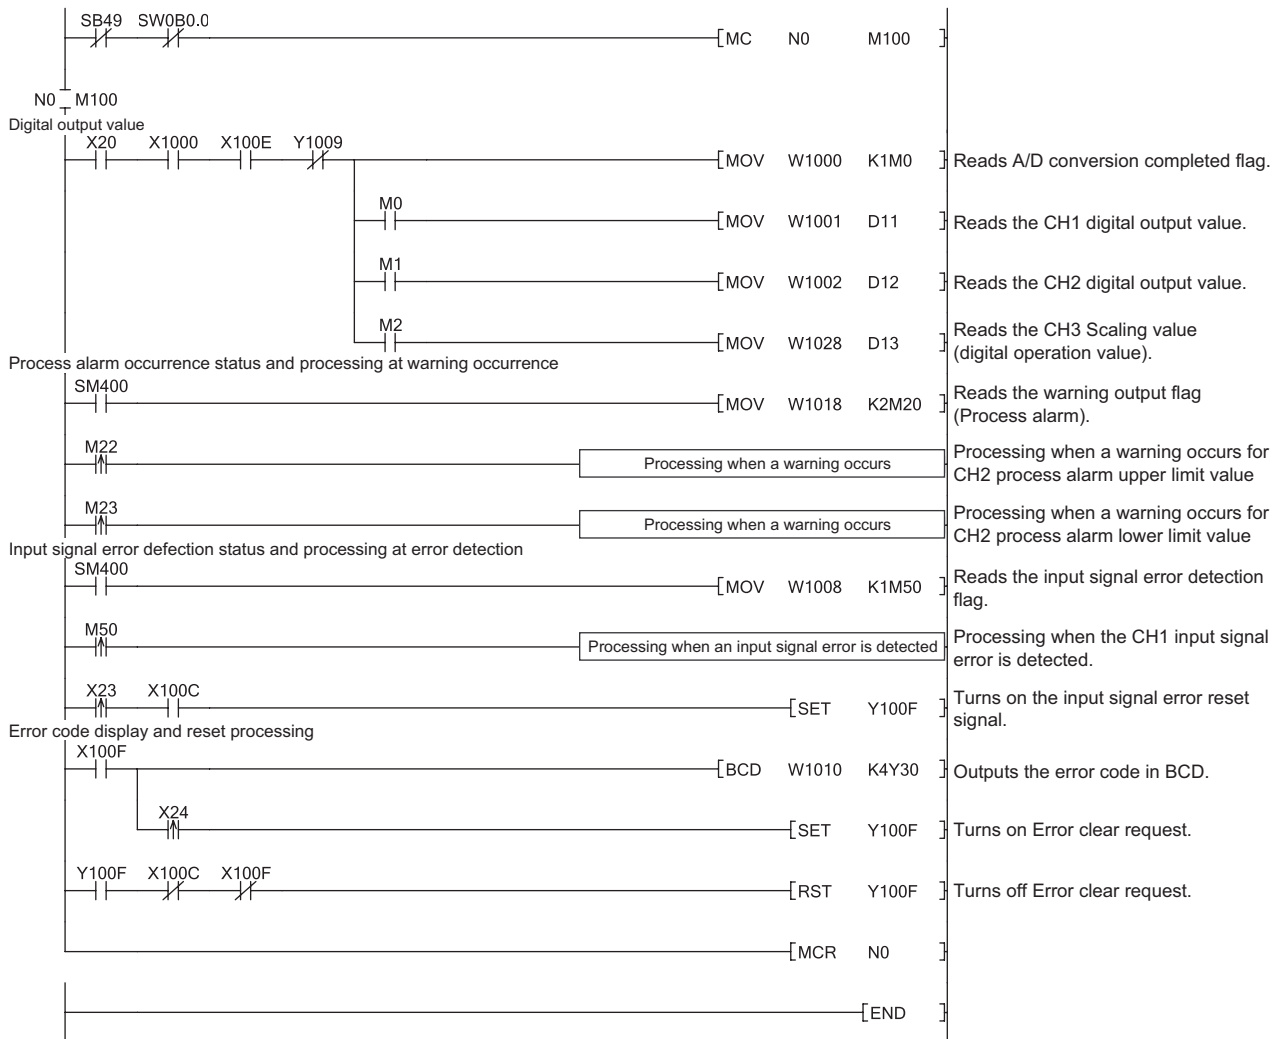 SB49 SW0B0.0
MC N0 M100
N0 M100
Digital output value
X20 X1000 X100E Y1009
MOV W1000 K1M0 Reads A/D conversion completed flag.
M0
MOV W1001 D11 Reads the CH1 digital output value.
M1
MOV W1002 D12 Reads the CH2 digital output value.
M2
MOV W1028 D13 Reads the CH3 Scaling value
(digital operation value).
Process alarm occurrence status and processing at warning occurrence
SM400
MOV W1018 K2M20 Reads the warning output flag
(Process alarm).
M22
Processing when a warning occurs Processing when a warning occurs for
CH2 process alarm upper limit value
M23
Processing when a warning occurs Processing when a warning occurs for
CH2 process alarm lower limit value
Input signal error defection status and processing at error detection
SM400
MOV W1008 K1M50 Reads the input signal error detection
flag.
M50
Processing when an input signal error is detected Processing when the CH1 input signal
error is detected.
X23 X100C
SET Y100F Turns on the input signal error reset
signal.
Error code display and reset processing
X100F
BCD W1010 K4Y30 Outputs the error code in BCD.
X24
SET Y100F Turns on Error clear request.
Y100F X100C X100F
RST Y100F Turns off Error clear request.
MCR N0
END